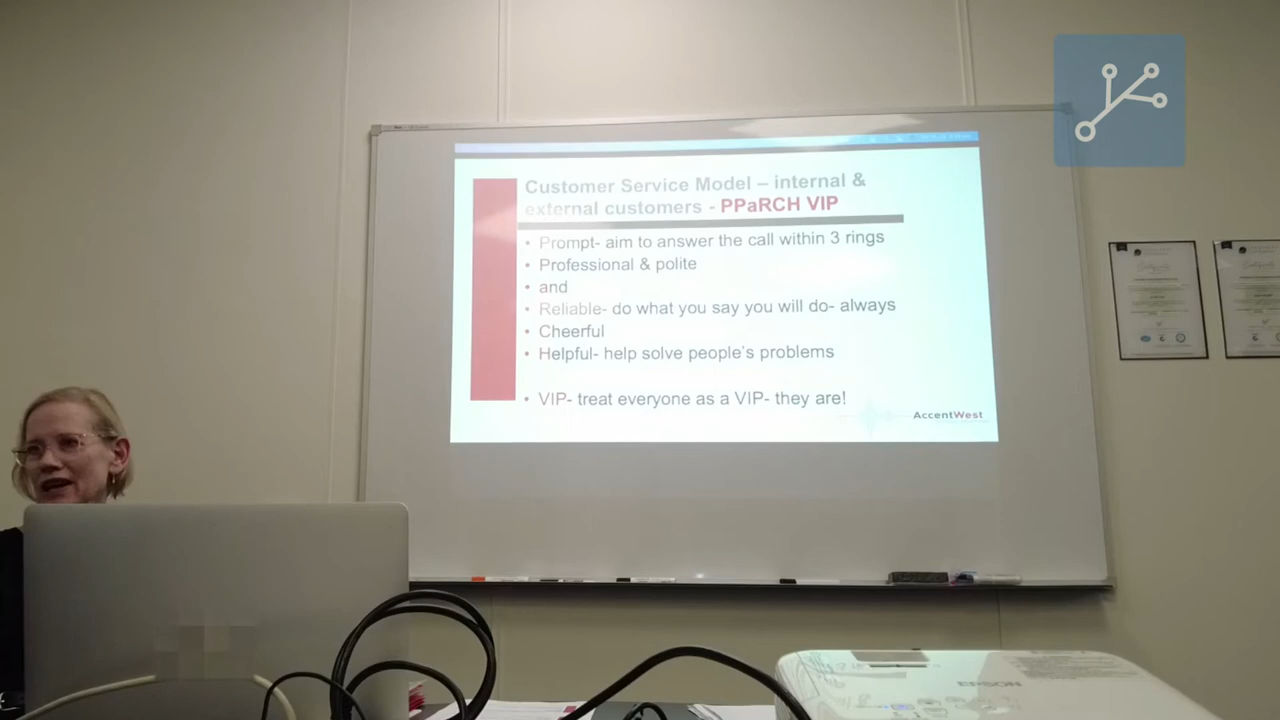 Customer Service Model – internal &
external customers - PPaRCH VIP
• Prompt- aim to answer the call within 3 rings
• Professional & polite
• and
• Reliable- do what you say you will do- always
• Cheerful
• Helpful- help solve people's problems
• VIP- treat everyone as a VIP- they are!
AccentWest
EPSON